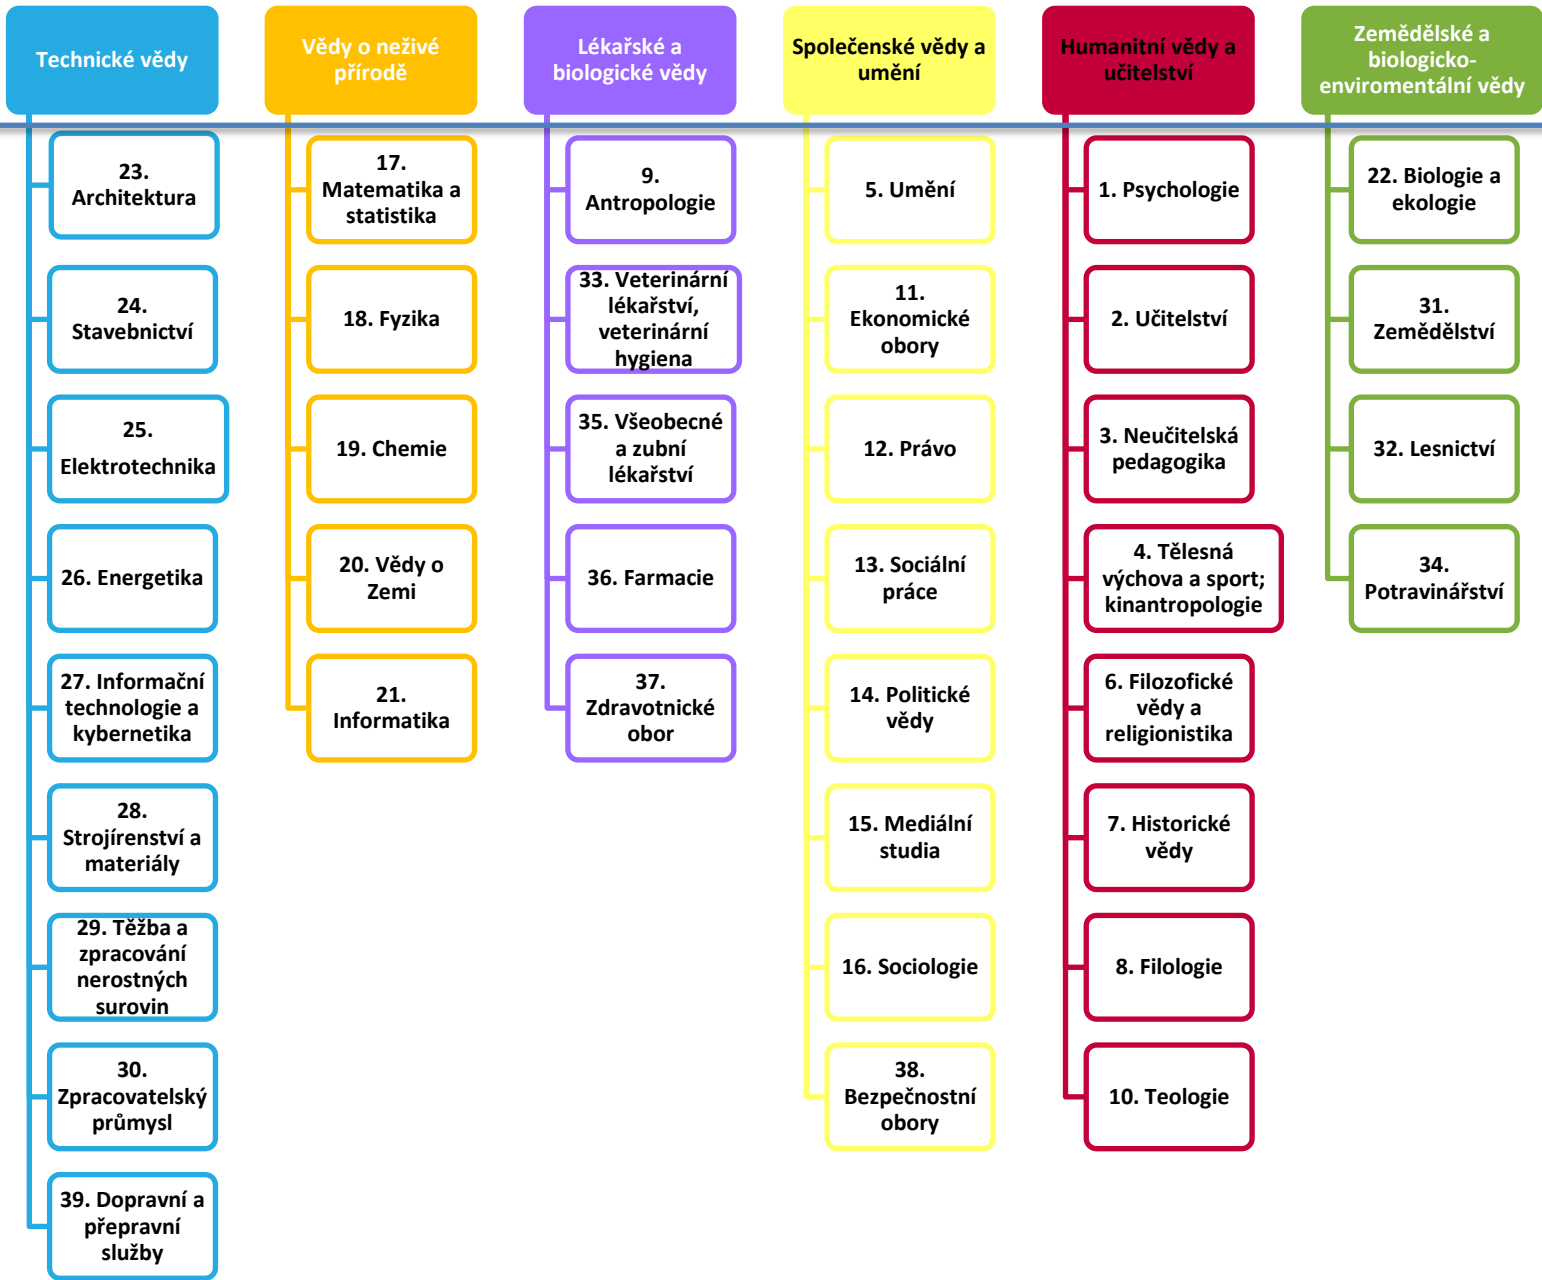 Technické vědy
Vědy o neživé
přírodě
Lékařské a
biologické vědy
Společenské vědy a
umění
Humanitní vědy a
učitelství
Zemědělské a
biologicko-
enviromentální vědy
23.
Architektura
24.
Stavebnictví
25.
Elektrotechnika
26. Energetika
27. Informační
technologie a
kybernetika
28.
Strojírenství a
materiály
29. Těžba a
zpracování
nerostných
surovin
30.
Zpracovatelský
průmysl
39. Dopravní a
přepravní
služby
17.
Matematika a
statistika
18. Fyzika
19. Chemie
20. Vědy o
Zemi
21.
Informatika
9.
Antropologie
33. Veterinární
lékařství,
veterinární
hygiena
35. Všeobecné
a zubní
lékařství
36. Farmacie
37.
Zdravotnické
obor
5. Umění
11.
Ekonomické
obory
12. Právo
13. Sociální
práce
14. Politické
vědy
15. Mediální
studia
16. Sociologie
38.
Bezpečnostní
obory
1. Psychologie
2. Učitelství
3. Neučitelská
pedagogika
4. Tělesná
výchova a sport;
kinantropologie
6. Filozofické
vědy a
religionistika
7. Historické
vědy
8. Filologie
10. Teologie
22. Biologie a
ekologie
31.
Zemědělství
32. Lesnictví
34.
Potravinářství